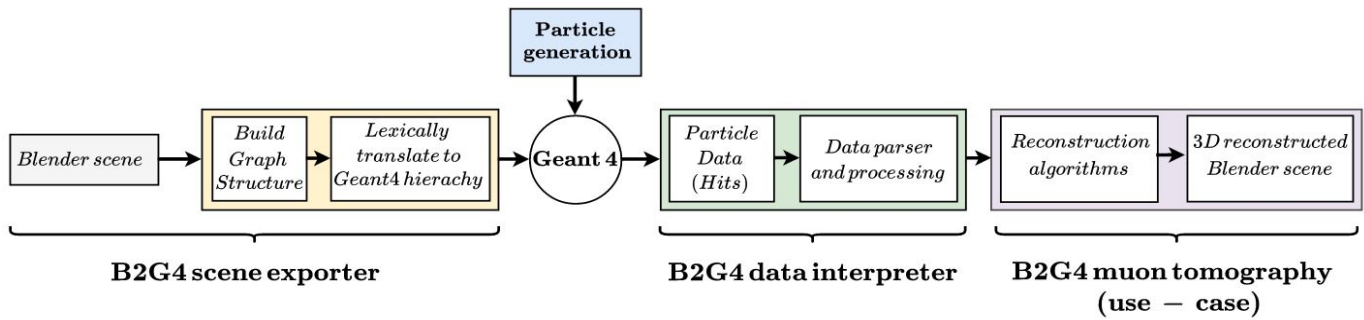 Particle
generation
Blender scene
Build
Graph
Structure
Lexically
translate to
Geant4 hierachy
Geant 4
Particle
Data
(Hits)
Data parser
and processing
Reconstruction
algorithms
3D reconstructed
Blender scene
B2G4 scene exporter
B2G4 data interpreter
B2G4 muon tomography
(use − case)